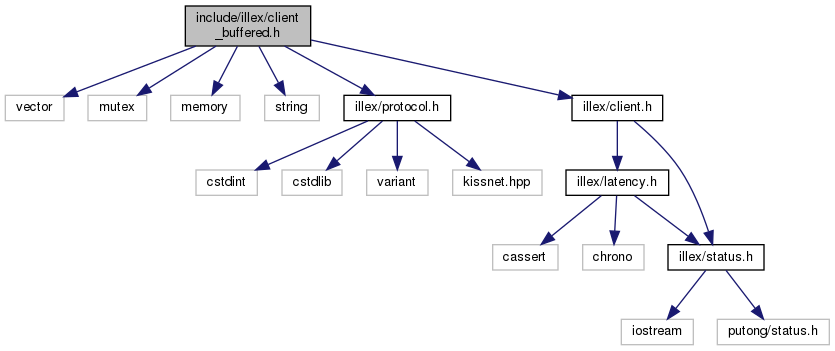 include/illex/client
_buffered.h
vector
mutex
memory
string
illex/protocol.h
illex/client.h
cstdint
cstdlib
variant
kissnet.hpp
illex/latency.h
cassert
chrono
illex/status.h
iostream
putong/status.h